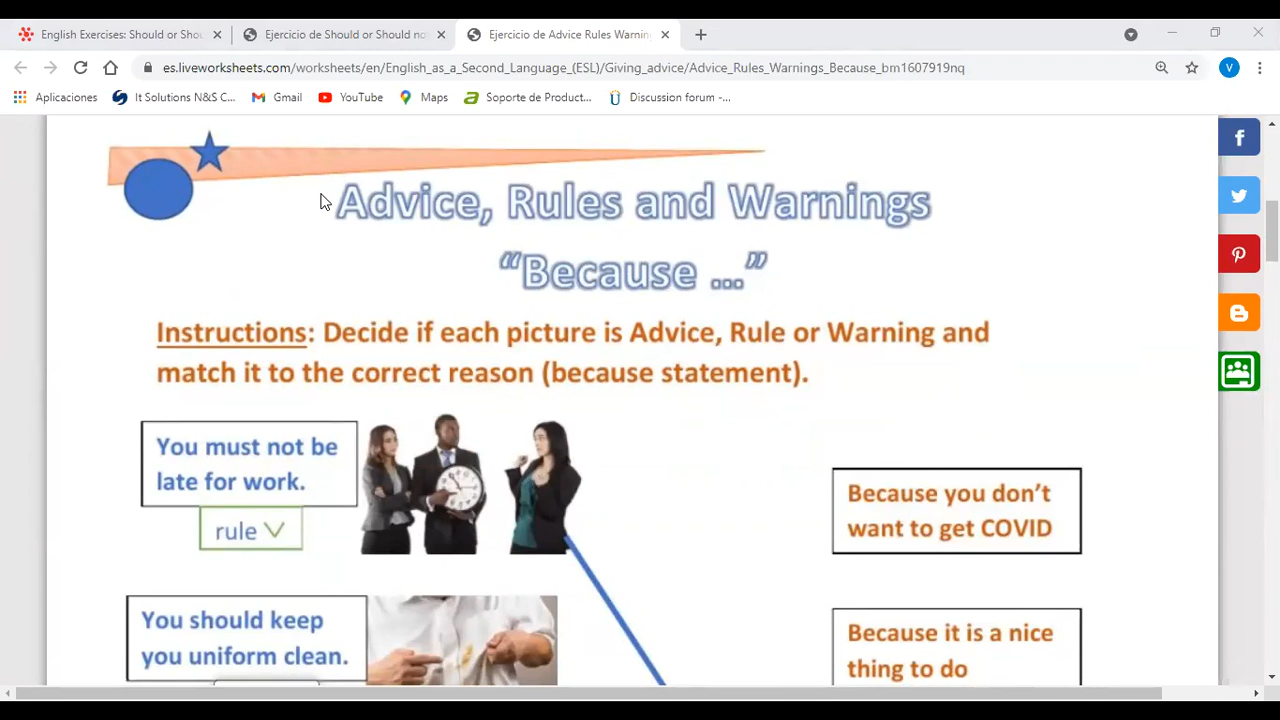 English Exercises: Should or Shou
Ejercicio de Should or Should no
Ejercicio de Advice Rules Warnin
es.liveworksheets.com/worksheets/en/English_as_a_Second_Language_(ESL)/Giving_advice/Advice_Rules_Warnings_Because_bm1607919nq
V
Aplicaciones
It Solutions N&S C...
Gmail
YouTube
Maps
Soporte de Product...
Discussion forum -...
Advice, Rules and Warnings
“Because ...”
Instructions: Decide if each picture is Advice, Rule or Warning and
match it to the correct reason (because statement).
You must not be
late for work.
rule
Because you don’t
want to get COVID
You should keep
you uniform clean.
Because it is a nice
thing to do